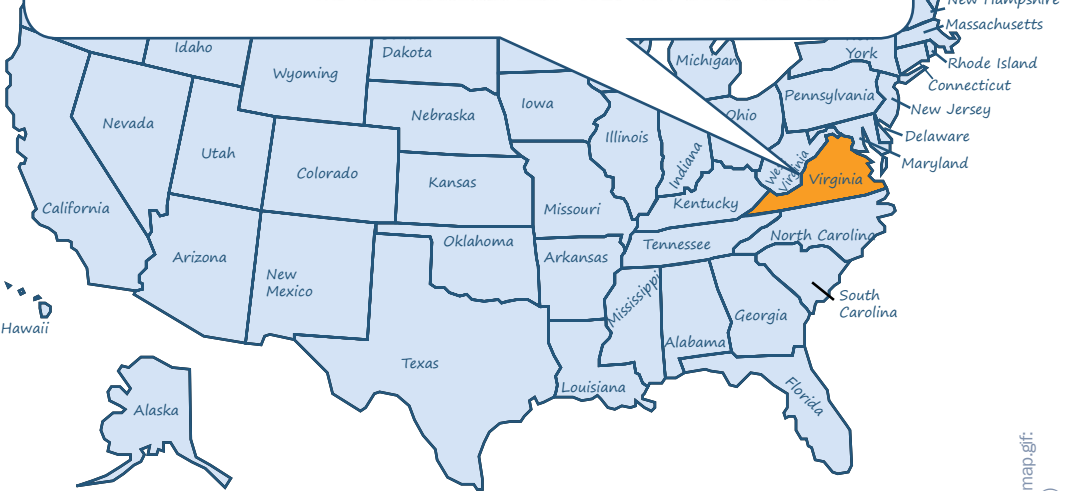 New Hampshire
Massachusetts
Idaho
Dakota
Michigan
York
Rhode Island
Wyoming
Connecticut
Nebraska
Iowa
Pennsylvania
New Jersey
Nevada
Ohio
Illinois
Delaware
Utah
Colorado
Kansas
Indiana
West
Virginia
Virginia
Maryland
California
Missouri
Kentucky
Oklahoma
Tennessee
North Carolina
Arizona
Arkansas
New
Mexico
Mississippi
South
Carolina
Georgia
Hawaii
Alabama
Texas
Louisiana
Florida
Alaska
map.gif:
)